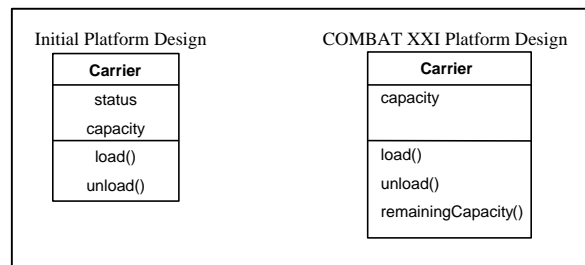 Initial Platform Design
Carrier
status
capacity
load()
unload()
COMBAT XXI Platform Design
Carrier
capacity
load()
unload()
remainingCapacity()